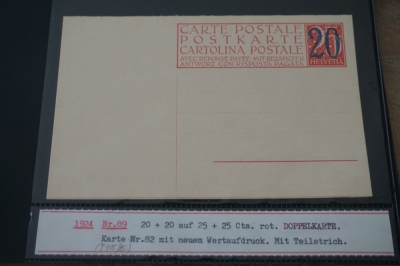 CARTE POSTALE
POSTKARTE
CARTOLINA POSTALE
AVEC RÉPONSE PAYÉE MIT BEZAHLTER
ANTWORT CON RISPOSTA PAGATA
20
HELVETIA
1924 Nr.89 20 + 20 auf 25 + 25 Cts. rot. DOPPELKARTE.
Karte Nr.82 mit neuem Wertaufdruck. Mit Teilstrich.